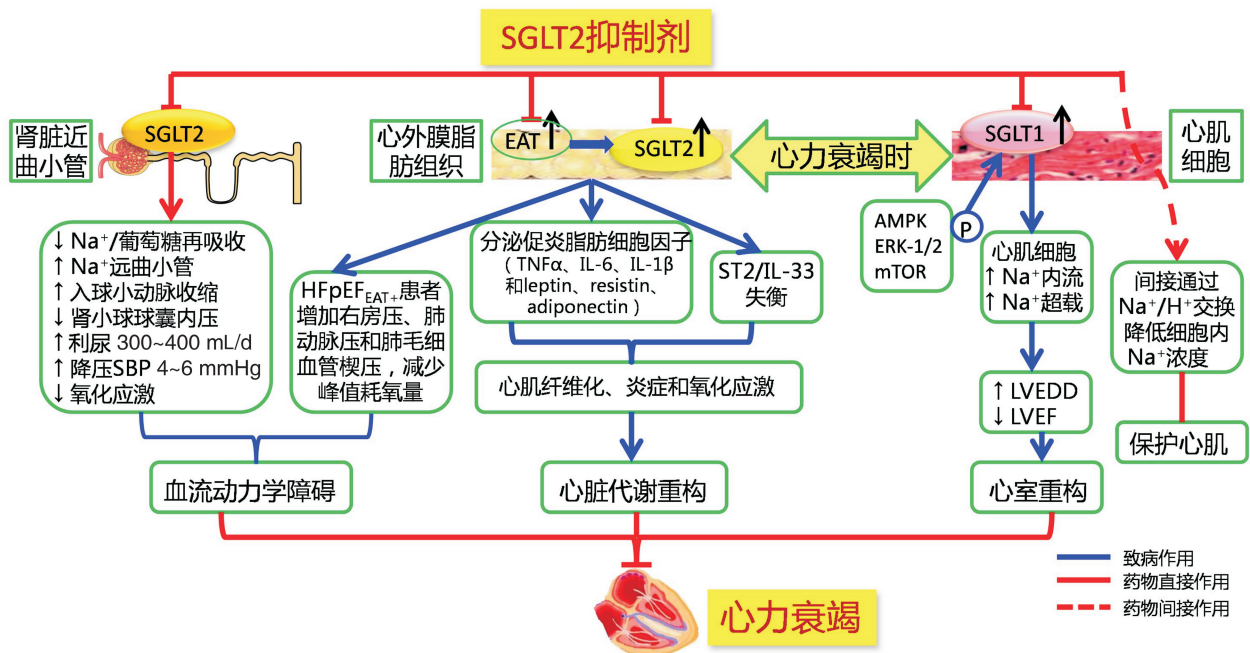 SGLT2抑制剂
肾脏近
曲小管
SGLT2
心外膜脂
肪组织
EAT
SGLT2
心力衰竭时
SGLT1
心肌
细胞
AMPK
ERK-1/2
mTOR
P
↓ Na⁺/葡萄糖再吸收
↑ Na⁺远曲小管
↑ 入球小动脉收缩
↓ 肾小球球囊内压
↑ 利尿 300~400 mL/d
↑ 降压SBP 4~6 mmHg
↓ 氧化应激
HFpEF EAT+患者
增加右房压、肺
动脉压和肺毛细
血管楔压，减少
峰值耗氧量
分泌促炎脂肪细胞因子
（TNFα、IL-6、IL-1β
和leptin、resistin、
adiponectin）
ST2/IL-33
失衡
心肌细胞
↑ Na⁺内流
↑ Na⁺超载
间接通过
Na⁺/H⁺交换
降低细胞内
Na⁺浓度
心肌纤维化、炎症和氧化应激
↑ LVEDD
↓ LVEF
保护心肌
血流动力学障碍
心脏代谢重构
心室重构
致病作用
药物直接作用
药物间接作用
心力衰竭